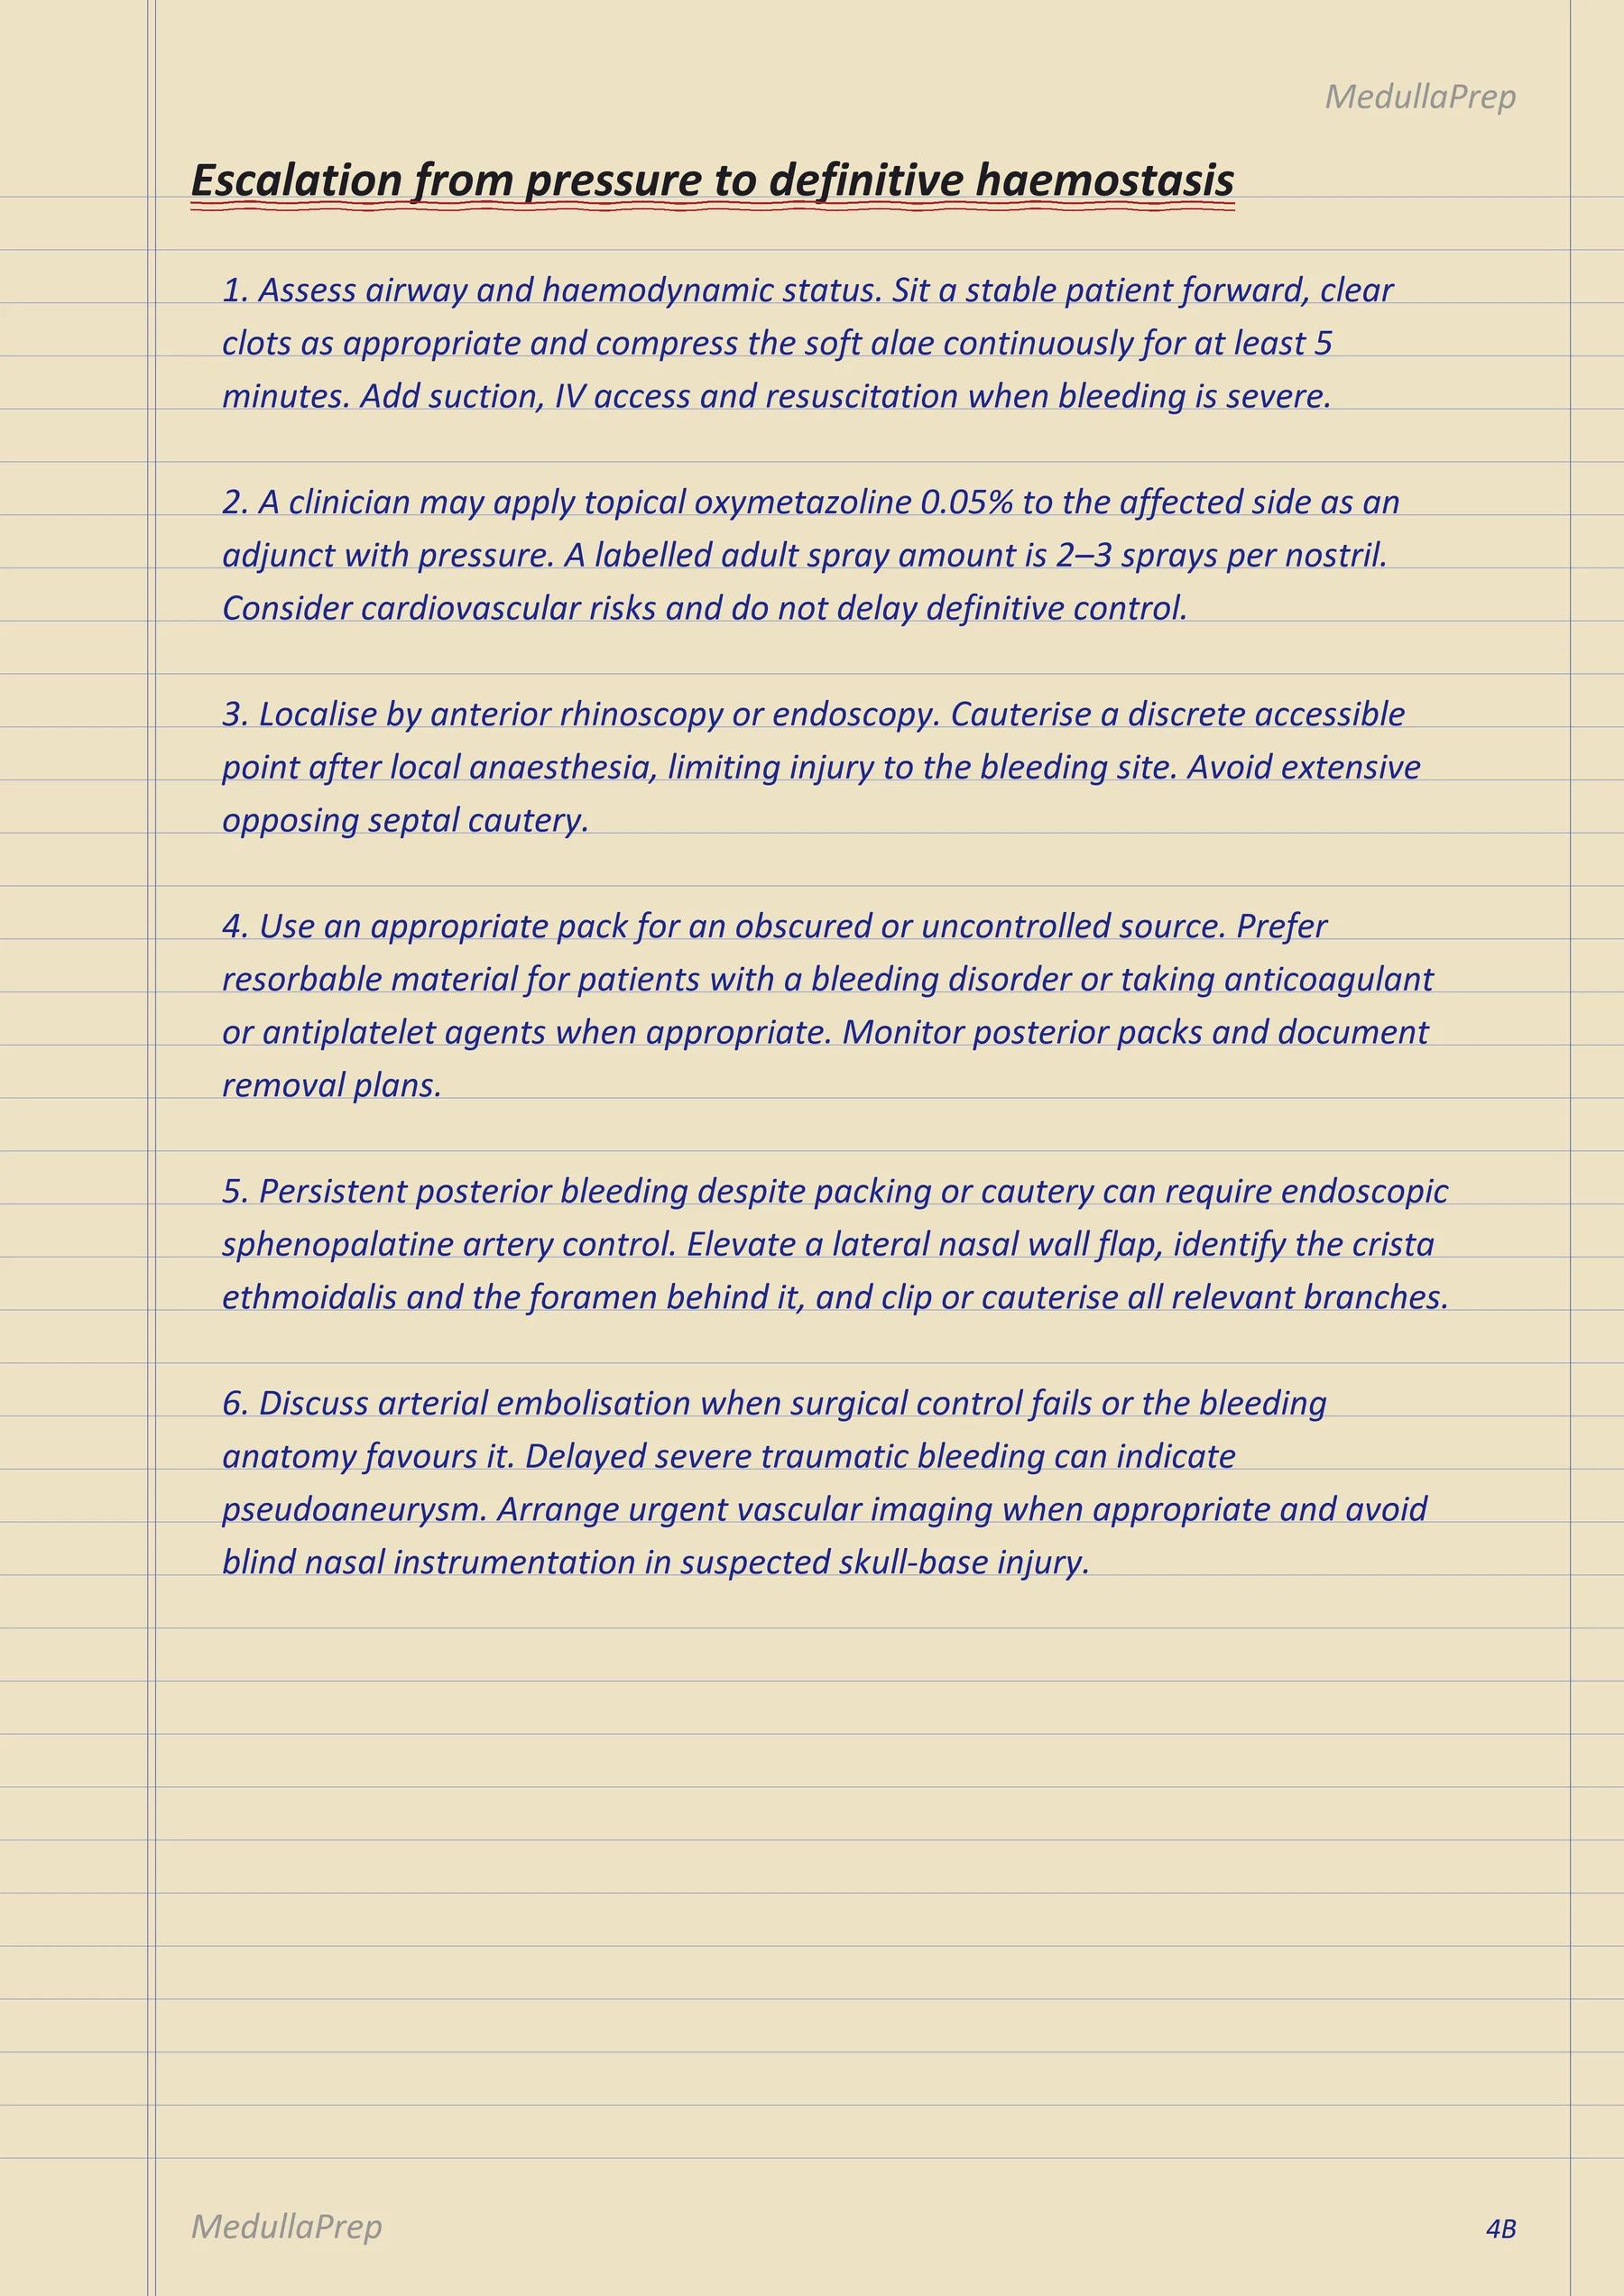 MedullaPrep
Escalation from pressure to definitive haemostasis
1. Assess airway and haemodynamic status. Sit a stable patient forward, clear
clots as appropriate and compress the soft alae continuously for at least 5
minutes. Add suction, IV access and resuscitation when bleeding is severe.
2. A clinician may apply topical oxymetazoline 0.05% to the affected side as an
adjunct with pressure. A labelled adult spray amount is 2–3 sprays per nostril.
Consider cardiovascular risks and do not delay definitive control.
3. Localise by anterior rhinoscopy or endoscopy. Cauterise a discrete accessible
point after local anaesthesia, limiting injury to the bleeding site. Avoid extensive
opposing septal cautery.
4. Use an appropriate pack for an obscured or uncontrolled source. Prefer
resorbable material for patients with a bleeding disorder or taking anticoagulant
or antiplatelet agents when appropriate. Monitor posterior packs and document
removal plans.
5. Persistent posterior bleeding despite packing or cautery can require endoscopic
sphenopalatine artery control. Elevate a lateral nasal wall flap, identify the crista
ethmoidalis and the foramen behind it, and clip or cauterise all relevant branches.
6. Discuss arterial embolisation when surgical control fails or the bleeding
anatomy favours it. Delayed severe traumatic bleeding can indicate
pseudoaneurysm. Arrange urgent vascular imaging when appropriate and avoid
blind nasal instrumentation in suspected skull-base injury.
MedullaPrep
4B